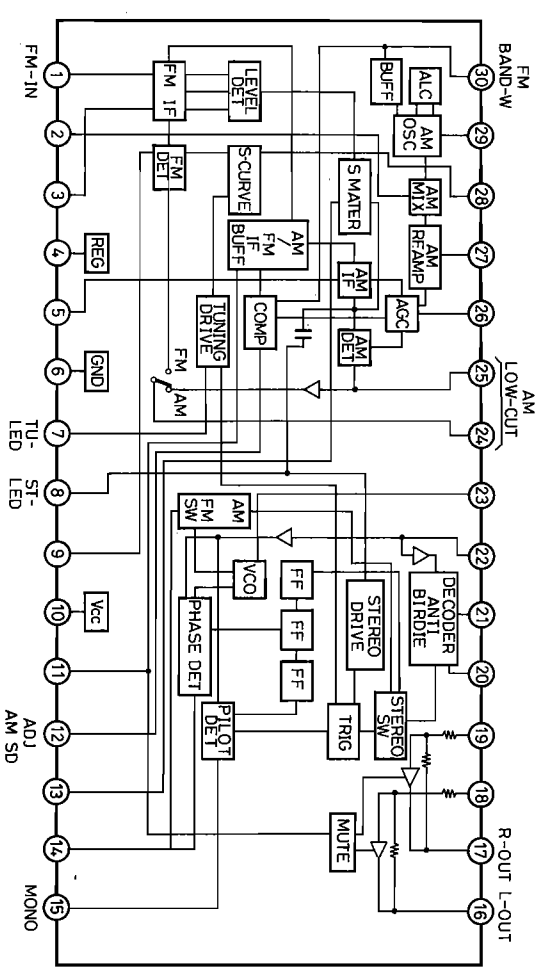 FM
BAND-W
AM
LOW-CUT
R-OUT L-OUT
30
29
28
27
26
25
24
23
22
21
20
19
18
17
16
BUFF
ALC
AM
OSC
AM
MIX
AM
RFAMP
AGC
S MATER
AM
IF
AM
DET
DECODER
ANTI
BIRDIE
STEREO
DRIVE
STEREO
SW
TRIG
MUTE
LEVEL
DET
S-CURVE
AM/
FM
IF
BUFF
COMP
TUNING
DRIVE
FM IF
FM
DET
FM
AM
AM
FM
SW
VCO
FF
FF
FF
PHASE DET
PILOT
DET
REG
GND
Vcc
1
2
3
4
5
6
7
8
9
10
11
12
13
14
15
FM-IN
TU-
LED
ST-
LED
ADJ
AM SD
MONO